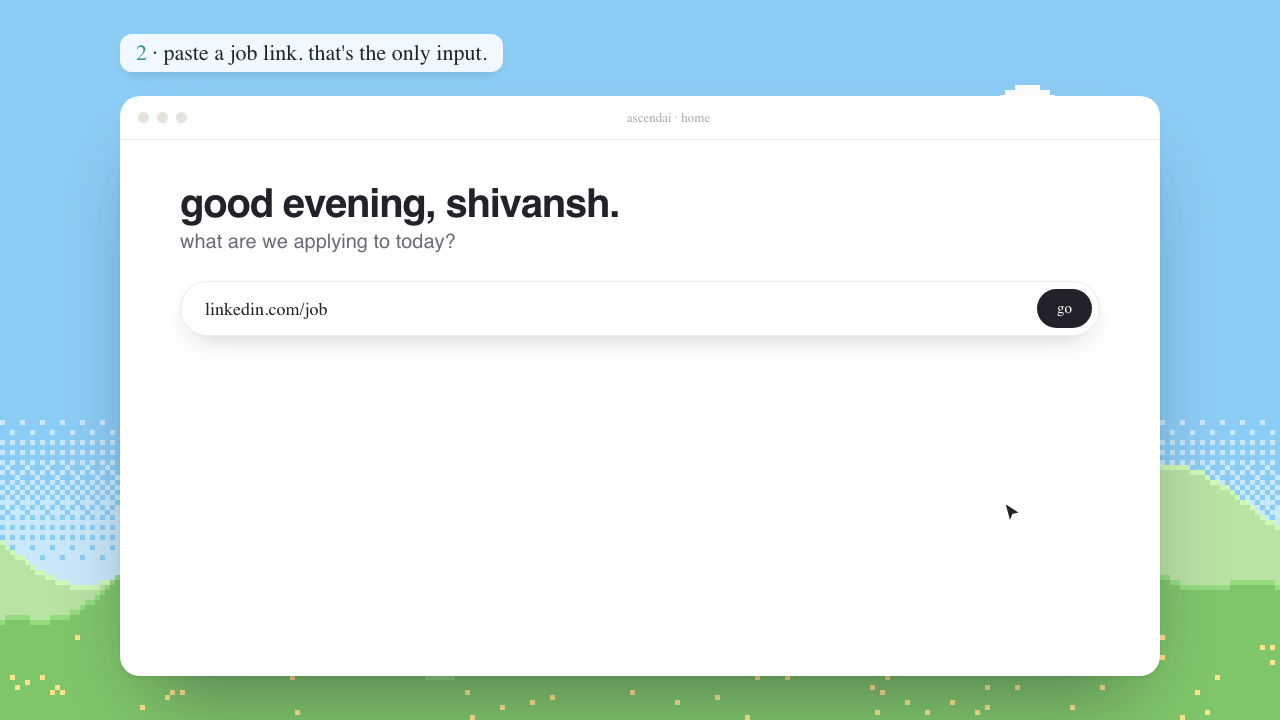 2 · paste a job link. that's the only input.
ascendai · home
good evening, shivansh.
what are we applying to today?
linkedin.com/job
go